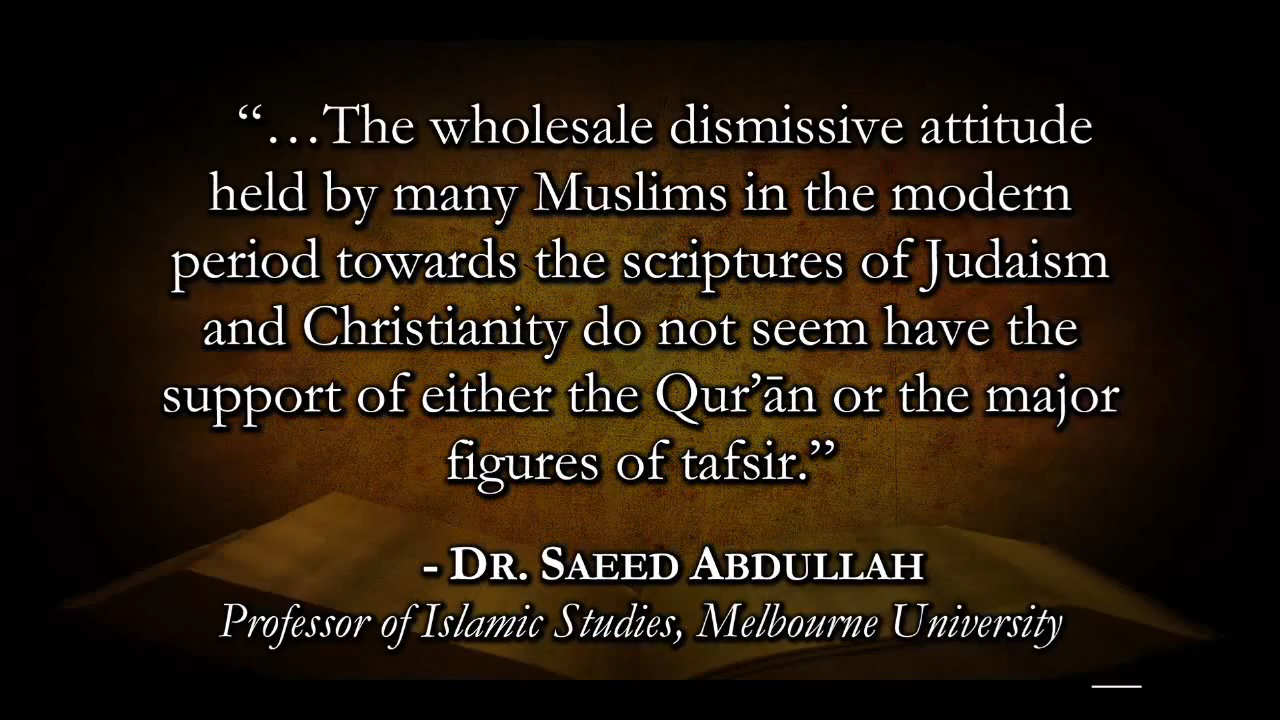 “…The wholesale dismissive attitude
held by many Muslims in the modern
period towards the scriptures of Judaism
and Christianity do not seem have the
support of either the Qur’ān or the major
figures of tafsir.”
- DR. SAEED ABDULLAH
Professor of Islamic Studies, Melbourne University